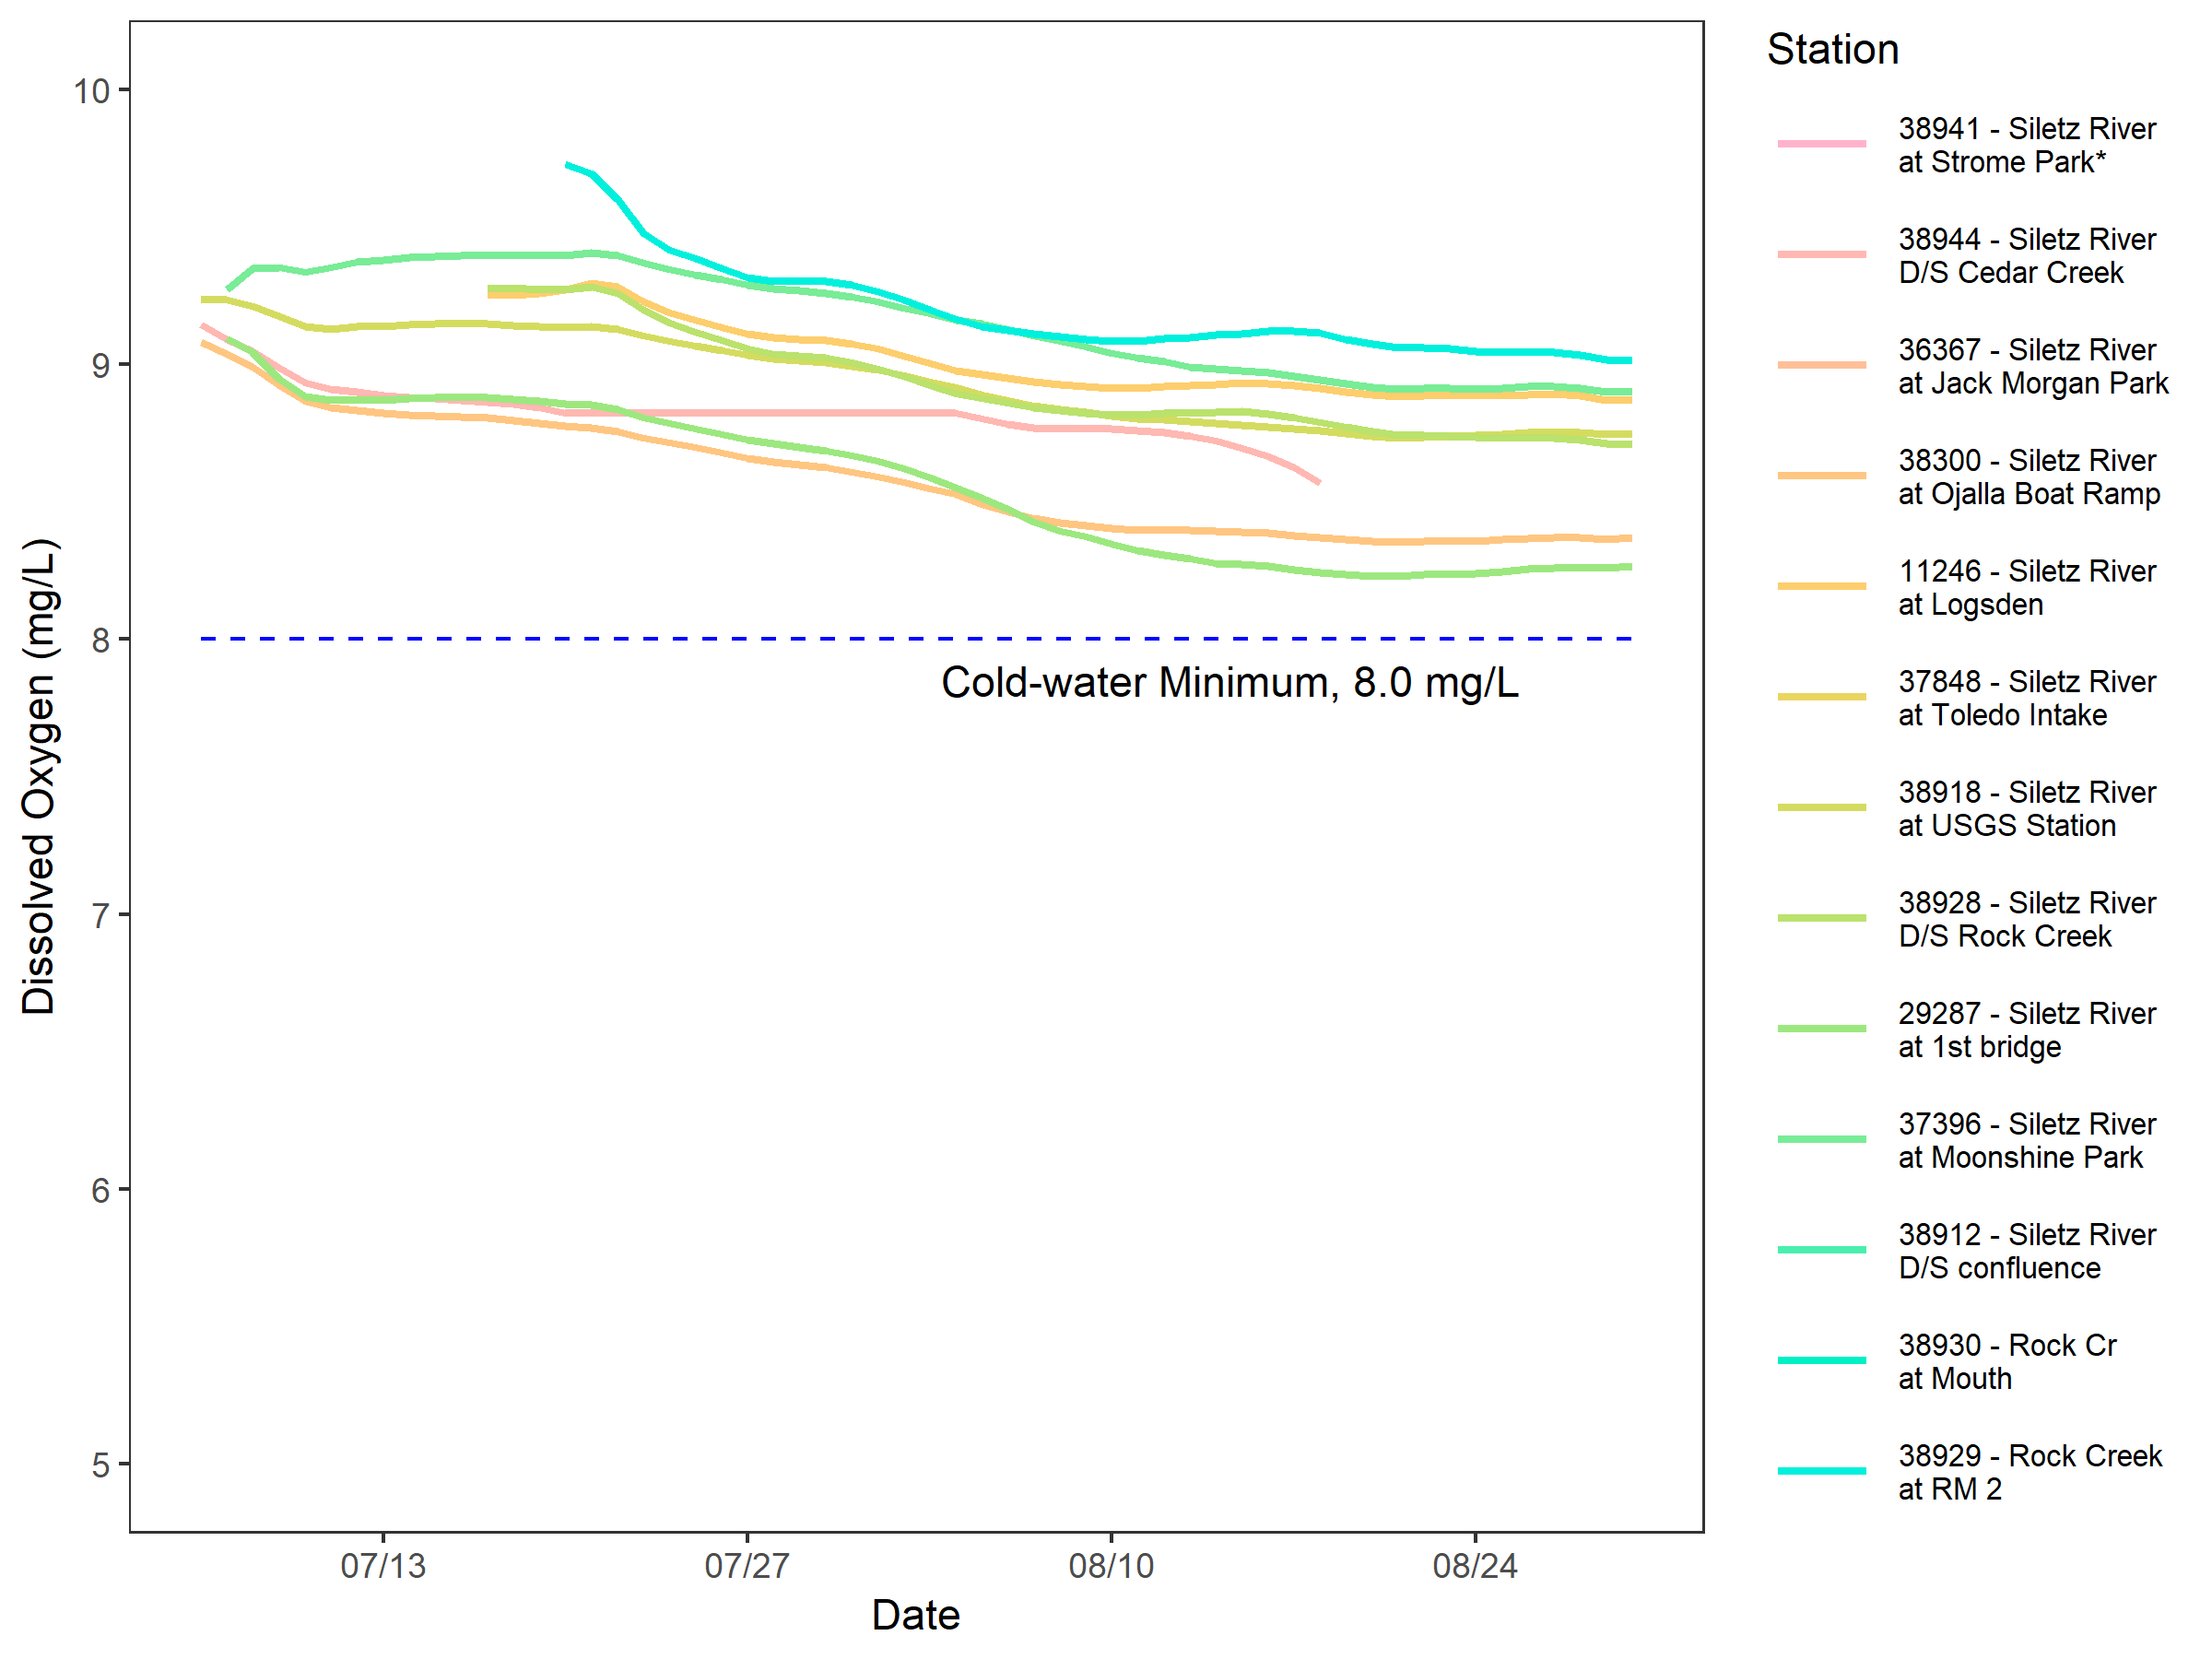 Station
38941 - Siletz River
at Strome Park*
38944 - Siletz River
D/S Cedar Creek
36367 - Siletz River
at Jack Morgan Park
38300 - Siletz River
at Ojalla Boat Ramp
11246 - Siletz River
at Logsden
37848 - Siletz River
at Toledo Intake
38918 - Siletz River
at USGS Station
38928 - Siletz River
D/S Rock Creek
29287 - Siletz River
at 1st bridge
37396 - Siletz River
at Moonshine Park
38912 - Siletz River
D/S confluence
38930 - Rock Cr
at Mouth
38929 - Rock Creek
at RM 2
Dissolved Oxygen (mg/L)
10
9
8
7
6
5
Cold-water Minimum, 8.0 mg/L
07/13
07/27
08/10
08/24
Date